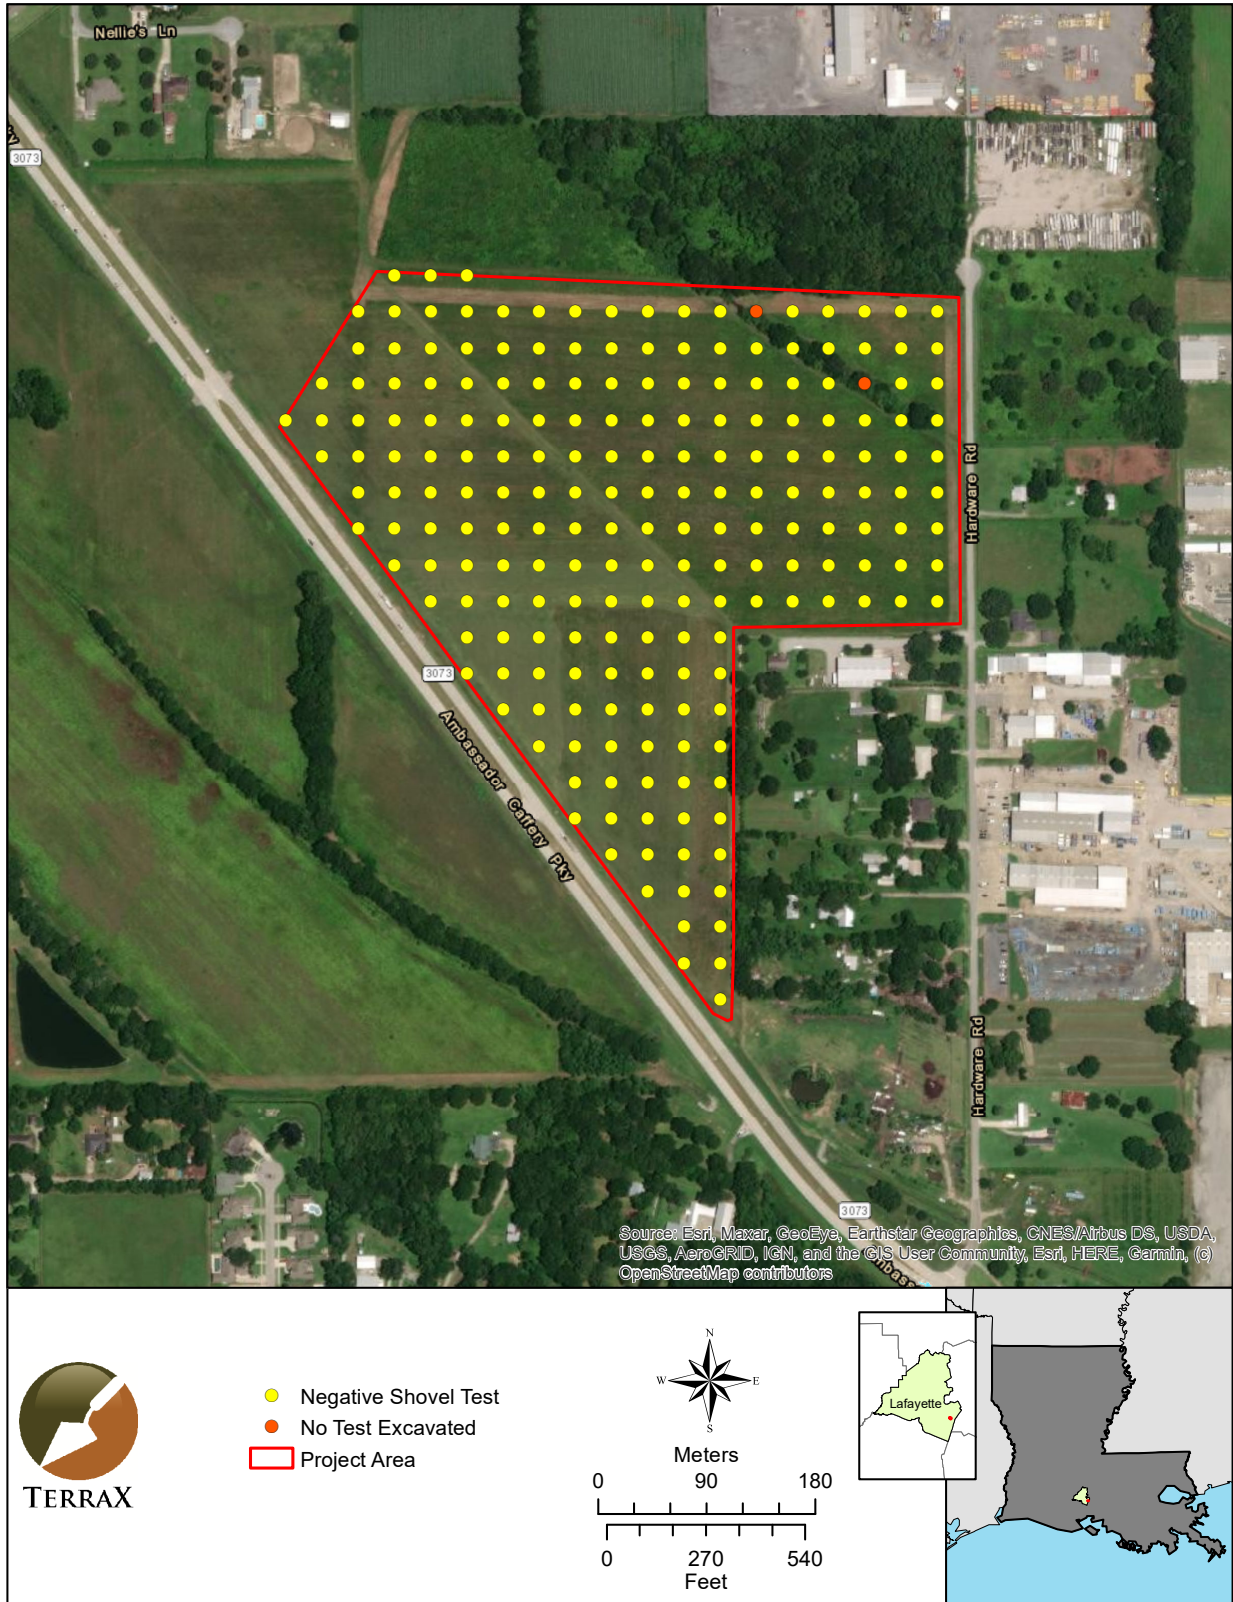 Nellie's Ln
3073
Hardware Rd
3073
Ambassador Caffery Pky
Hardware Rd
3073
Source: Esri, Maxar, GeoEye, Earthstar Geographics, CNES/Airbus DS, USDA,
USGS, AeroGRID, IGN, and the GIS User Community, Esri, HERE, Garmin, (c)
OpenStreetMap contributors
TERRAX
Negative Shovel Test
No Test Excavated
Project Area
N
W E
S
Meters
0 90 180
0 270 540
Feet
Lafayette